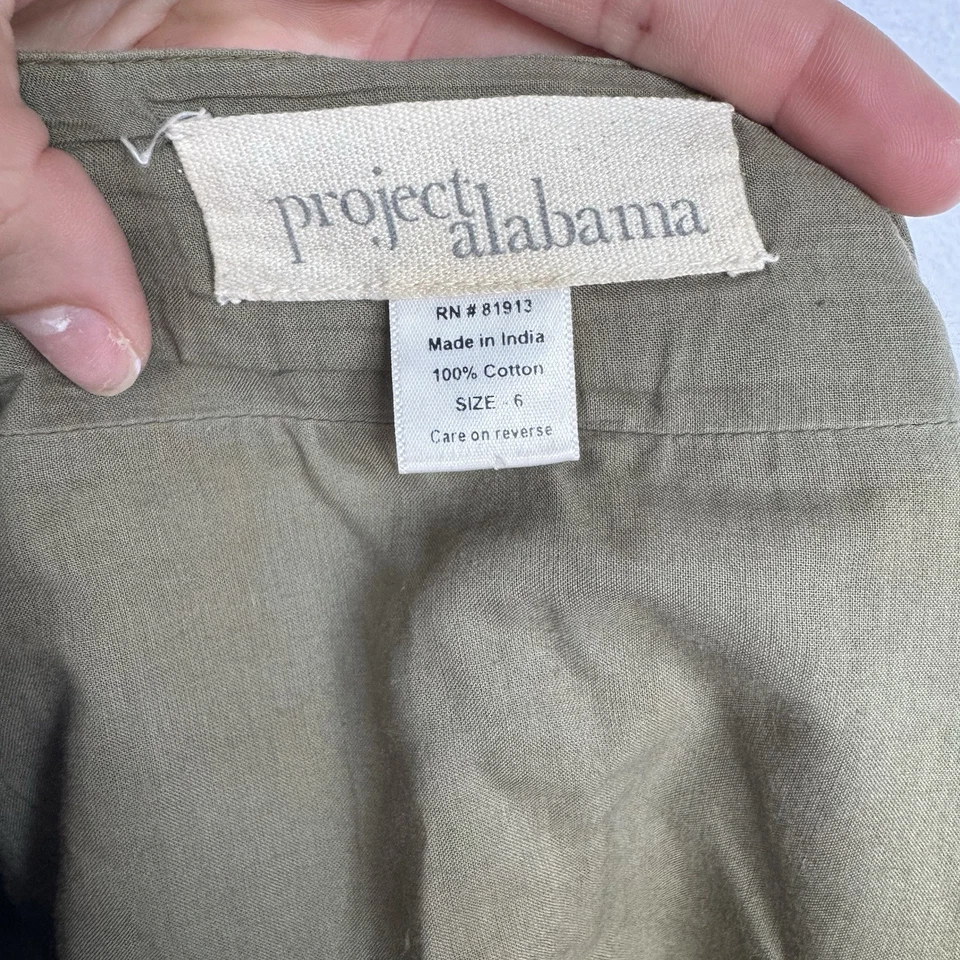 project
alabama
RN # 81913
Made in India
100% Cotton
SIZE - 6
Care on reverse